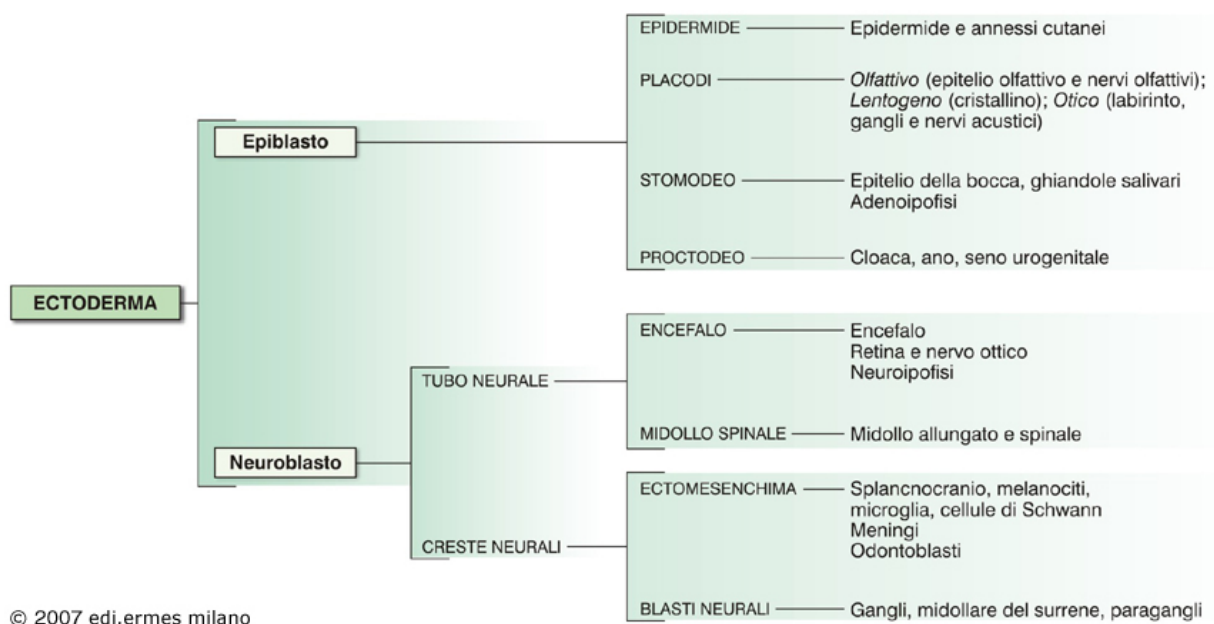 ECTODERMA
Epiblasto
EPIDERMIDE
Epidermide e annessi cutanei
PLACODI
Olfattivo (epitelio olfattivo e nervi olfattivi);
Lentogeno (cristallino); Otico (labirinto,
gangli e nervi acustici)
STOMODEO
Epitelio della bocca, ghiandole salivari
Adenoipofisi
PROCTODEO
Cloaca, ano, seno urogenitale
Neuroblasto
TUBO NEURALE
ENCEFALO
Encefalo
Retina e nervo ottico
Neuroipofisi
MIDOLLO SPINALE
Midollo allungato e spinale
CRESTE NEURALI
ECTOMESENCHIMA
Splancnocranio, melanociti,
microglia, cellule di Schwann
Meningi
Odontoblasti
BLASTI NEURALI
Gangli, midollare del surrene, paragangli
© 2007 edi.ermes milano